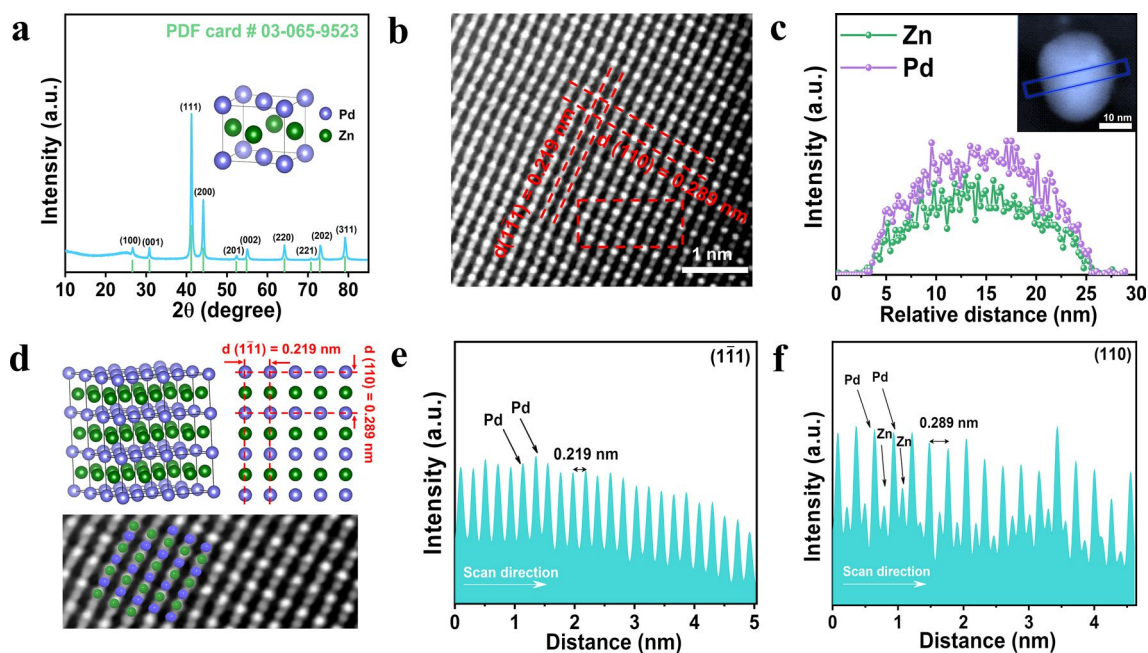 a
PDF card # 03-065-9523
Intensity (a.u.)
Pd
Zn
(100)
(001)
(111)
(200)
(201)
(002)
(220)
(221)
(202)
(311)
10 20 30 40 50 60 70 80
2θ (degree)
b
d(111) = 0.219 nm
d (110) = 0.289 nm
1 nm
c
Zn
Pd
10 nm
Intensity (a.u.)
0 5 10 15 20 25 30
Relative distance (nm)
d
d (11̄1) = 0.219 nm
d (110) = 0.289 nm
e
(11̄1)
Intensity (a.u.)
Pd
Pd
0.219 nm
Scan direction
0 1 2 3 4 5
Distance (nm)
f
(110)
Intensity (a.u.)
Pd
Pd
Zn
Zn
0.289 nm
Scan direction
0 1 2 3 4
Distance (nm)